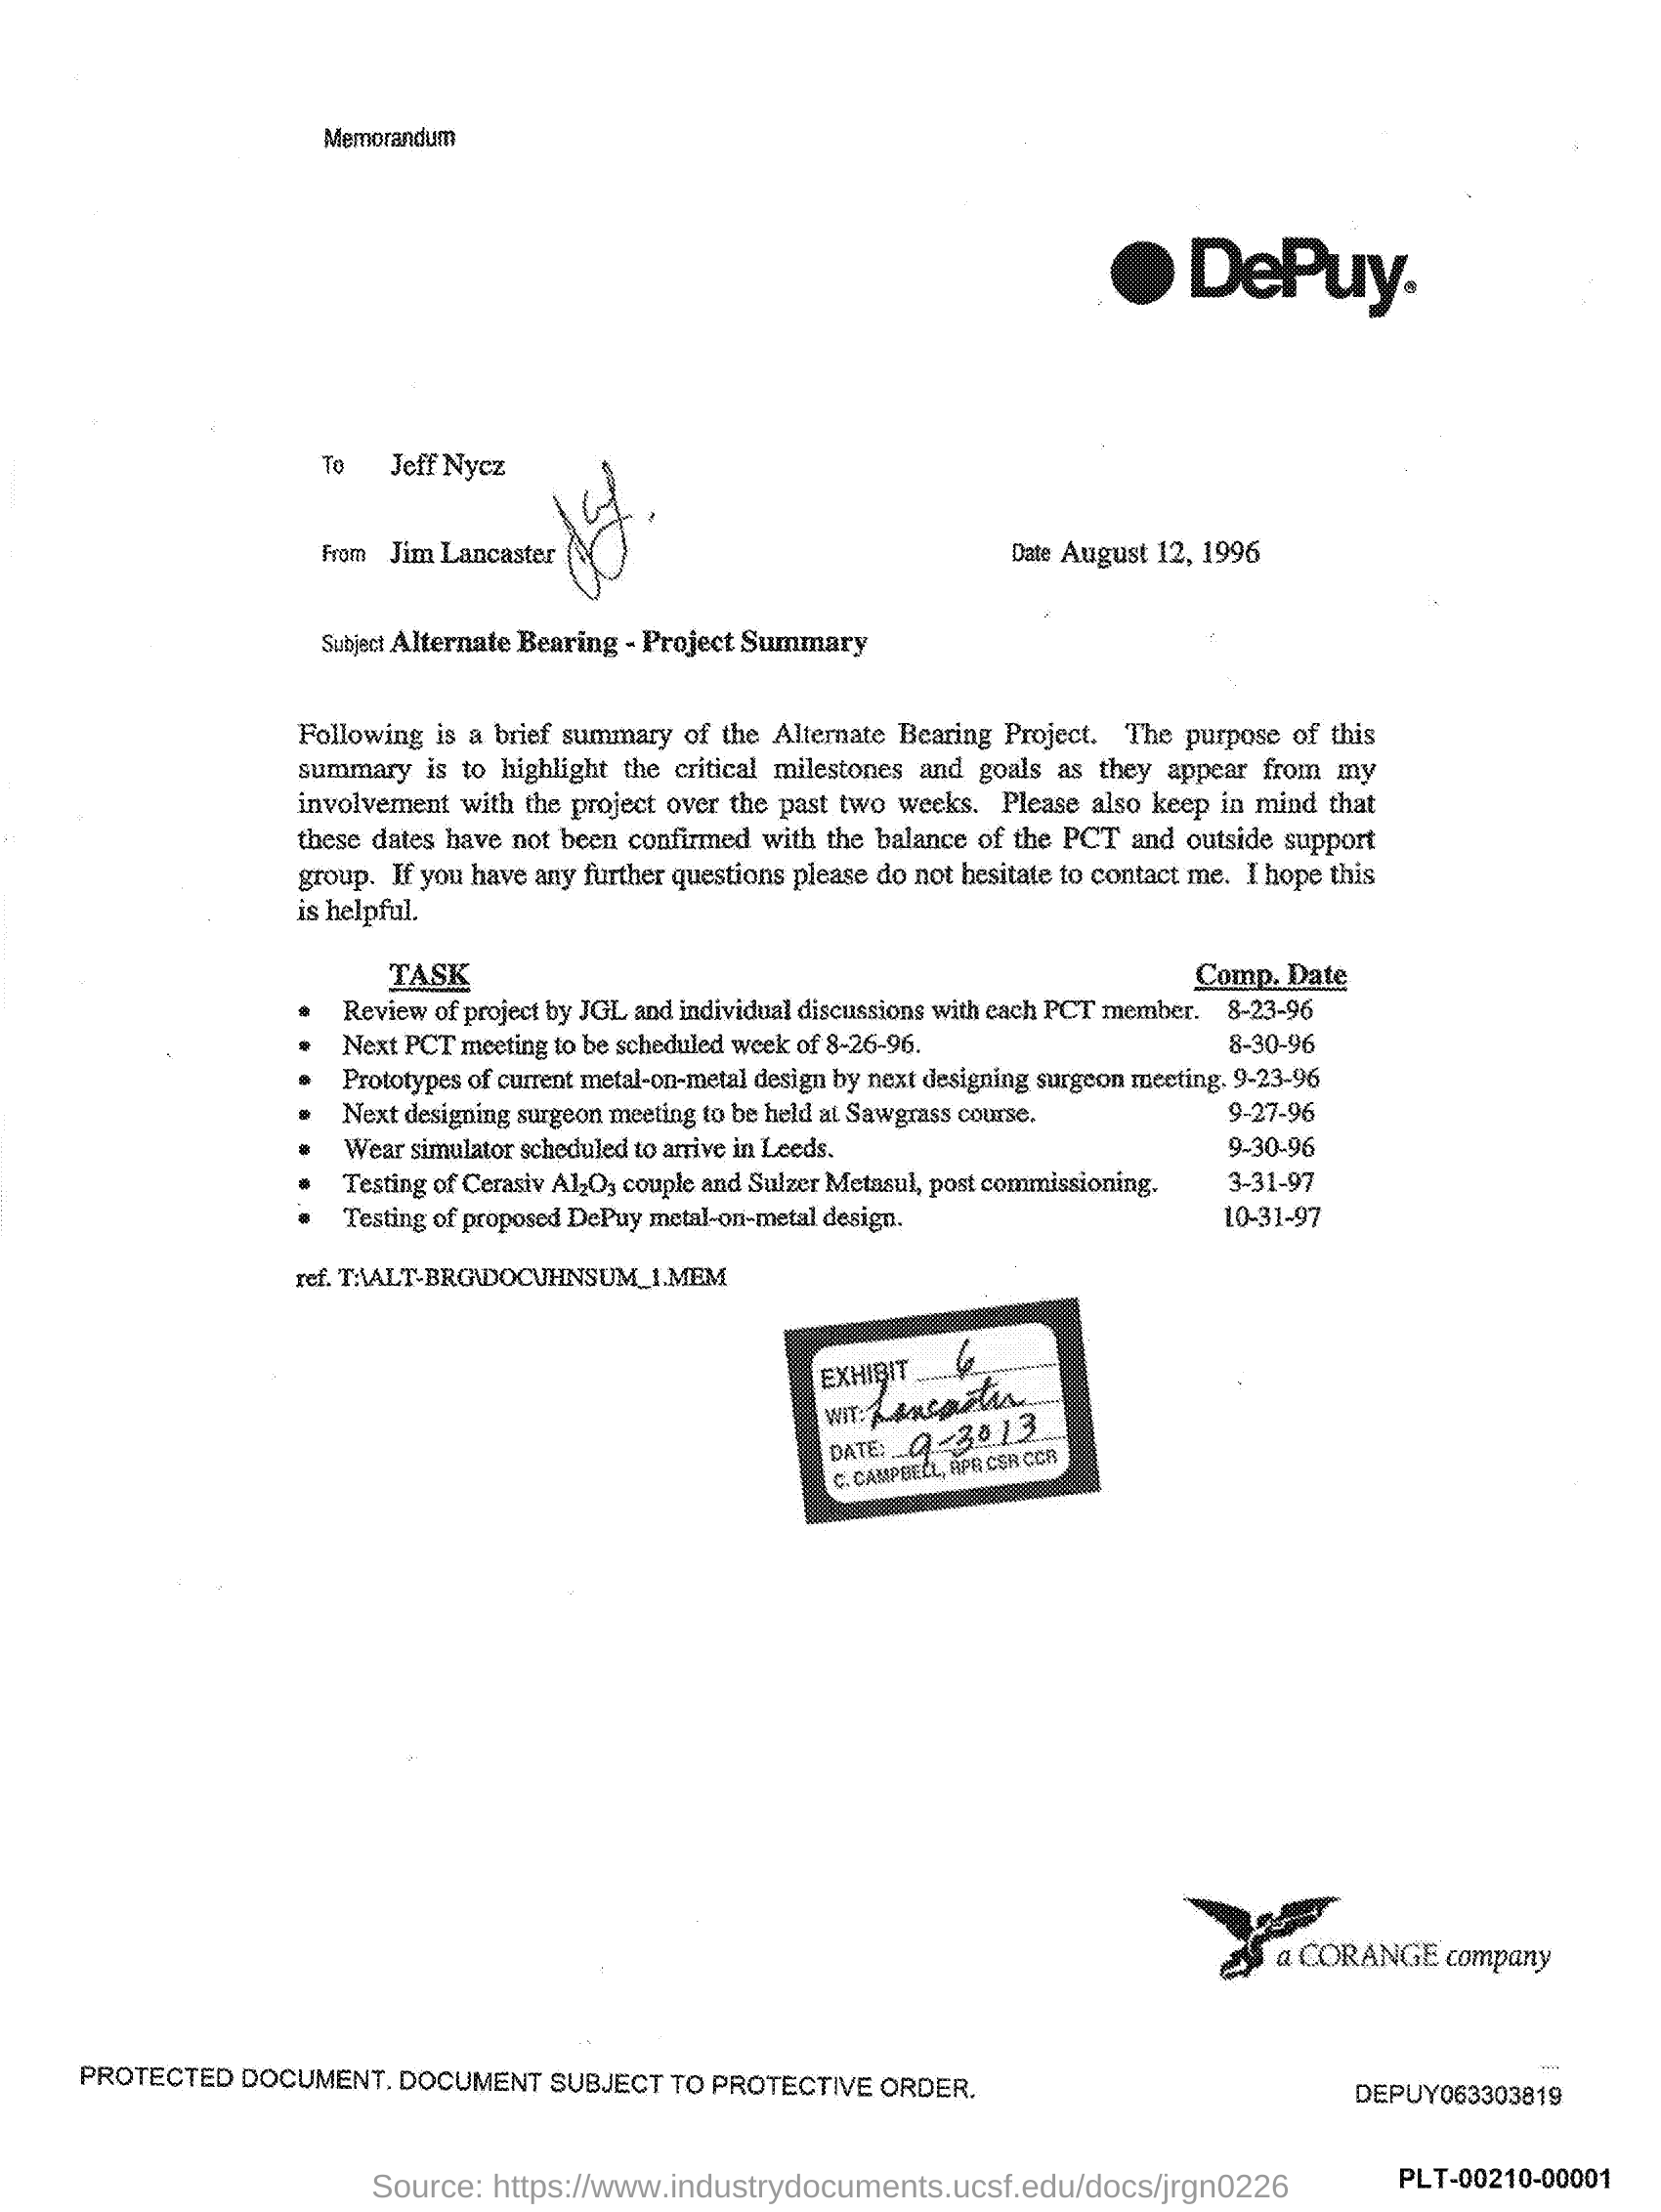 Memorandum
DePuy®
To Jeff Nycz
From Jim Lancaster
Date August 12, 1996
Subject Alternate Bearing - Project Summary
Following is a brief summary of the Alternate Bearing Project. The purpose of this
summary is to highlight the critical milestones and goals as they appear from my
involvement with the project over the past two weeks. Please also keep in mind that
these dates have not been confirmed with the balance of the PCT and outside support
group. If you have any further questions please do not hesitate to contact me. I hope this
is helpful.
TASK Comp. Date
• Review of project by JGL and individual discussions with each PCT member. 8-23-96
• Next PCT meeting to be scheduled week of 8-26-96. 8-30-96
• Prototypes of current metal-on-metal design by next designing surgeon meeting. 9-23-96
• Next designing surgeon meeting to be held at Sawgrass course. 9-27-96
• Wear simulator scheduled to arrive in Leeds. 9-30-96
• Testing of Cerasiv Al₂O₃ couple and Sulzer Metasul, post commissioning. 3-31-97
• Testing of proposed DePuy metal-on-metal design. 10-31-97
ref. T:\ALT-BRG\DOC\JHNSUM_1.MEM
EXHIBIT 6
WIT: Lancaster
DATE: 9-30 13
C. CAMPBELL, RPR CSR CCR
a CORANGE company
PROTECTED DOCUMENT. DOCUMENT SUBJECT TO PROTECTIVE ORDER.
DEPUY063303819
PLT-00210-00001
Source: https://www.industrydocuments.ucsf.edu/docs/jrgn0226